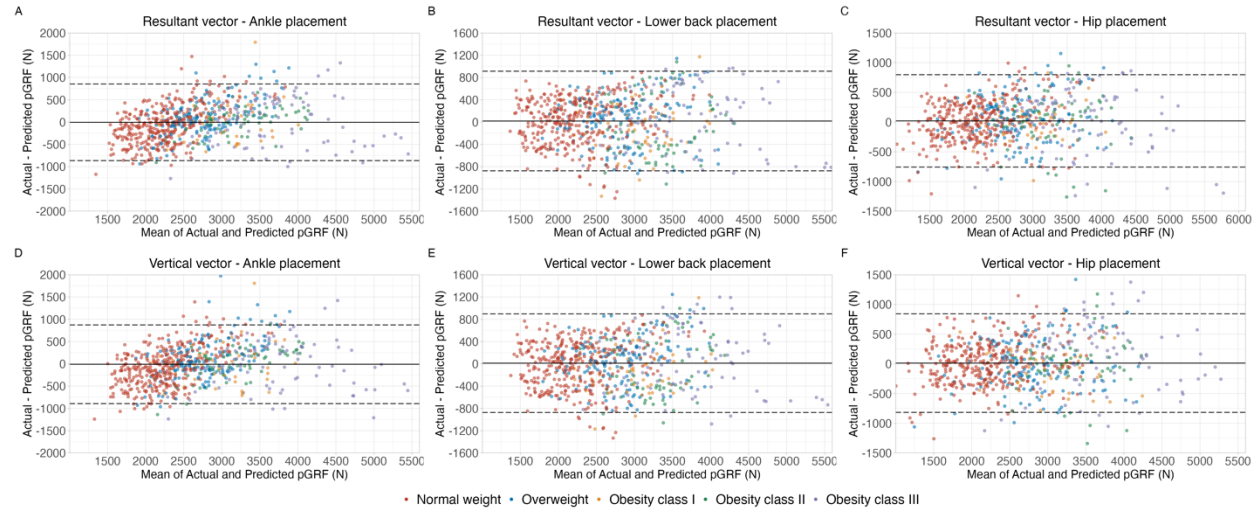 A
Resultant vector - Ankle placement
Actual - Predicted pGRF (N)
2000
1500
1000
500
0
-500
-1000
-1500
-2000
1500 2000 2500 3000 3500 4000 4500 5000 5500
Mean of Actual and Predicted pGRF (N)
B
Resultant vector - Lower back placement
Actual - Predicted pGRF (N)
1600
1200
800
400
0
-400
-800
-1200
-1600
1500 2000 2500 3000 3500 4000 4500 5000 5500
Mean of Actual and Predicted pGRF (N)
C
Resultant vector - Hip placement
Actual - Predicted pGRF (N)
1500
1000
500
0
-500
-1000
-1500
1500 2000 2500 3000 3500 4000 4500 5000 5500 6000
Mean of Actual and Predicted pGRF (N)
D
Vertical vector - Ankle placement
Actual - Predicted pGRF (N)
2000
1500
1000
500
0
-500
-1000
-1500
-2000
1500 2000 2500 3000 3500 4000 4500 5000 5500
Mean of Actual and Predicted pGRF (N)
E
Vertical vector - Lower back placement
Actual - Predicted pGRF (N)
1600
1200
800
400
0
-400
-800
-1200
-1600
1500 2000 2500 3000 3500 4000 4500 5000 5500
Mean of Actual and Predicted pGRF (N)
F
Vertical vector - Hip placement
Actual - Predicted pGRF (N)
1500
1000
500
0
-500
-1000
-1500
1500 2000 2500 3000 3500 4000 4500 5000 5500
Mean of Actual and Predicted pGRF (N)
Normal weight Overweight Obesity class I Obesity class II Obesity class III